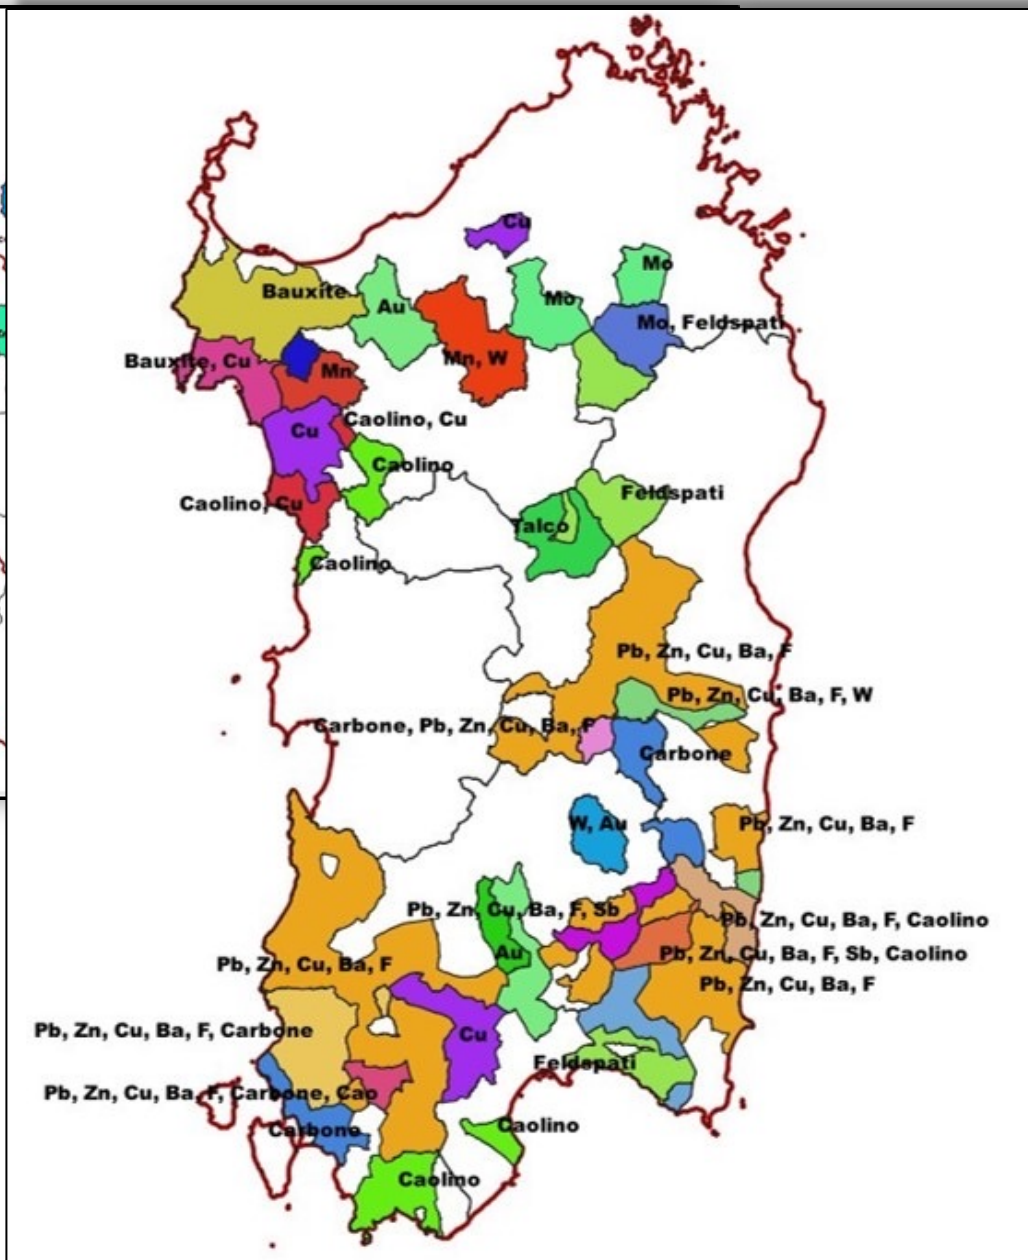 Cu
Mo
Bauxite
Mo
Au
Mo, Feldspati
Bauxite, Cu
Mn, W
Mn
Caolino, Cu
Cu
Caolino
Feldspati
Caolino, Cu
Talco
Caolino
Pb, Zn, Cu, Ba, F
Pb, Zn, Cu, Ba, F, W
Carbone, Pb, Zn, Cu, Ba, F
Carbone
W, Au
Pb, Zn, Cu, Ba, F
Pb, Zn, Cu, Ba, F, Sb
Pb, Zn, Cu, Ba, F, Caolino
Au
Pb, Zn, Cu, Ba, F, Sb, Caolino
Pb, Zn, Cu, Ba, F
Pb, Zn, Cu, Ba, F
Pb, Zn, Cu, Ba, F, Carbone
Cu
Feldspati
Pb, Zn, Cu, Ba, F, Carbone, Cao
Carbone
Caolino
Caolino